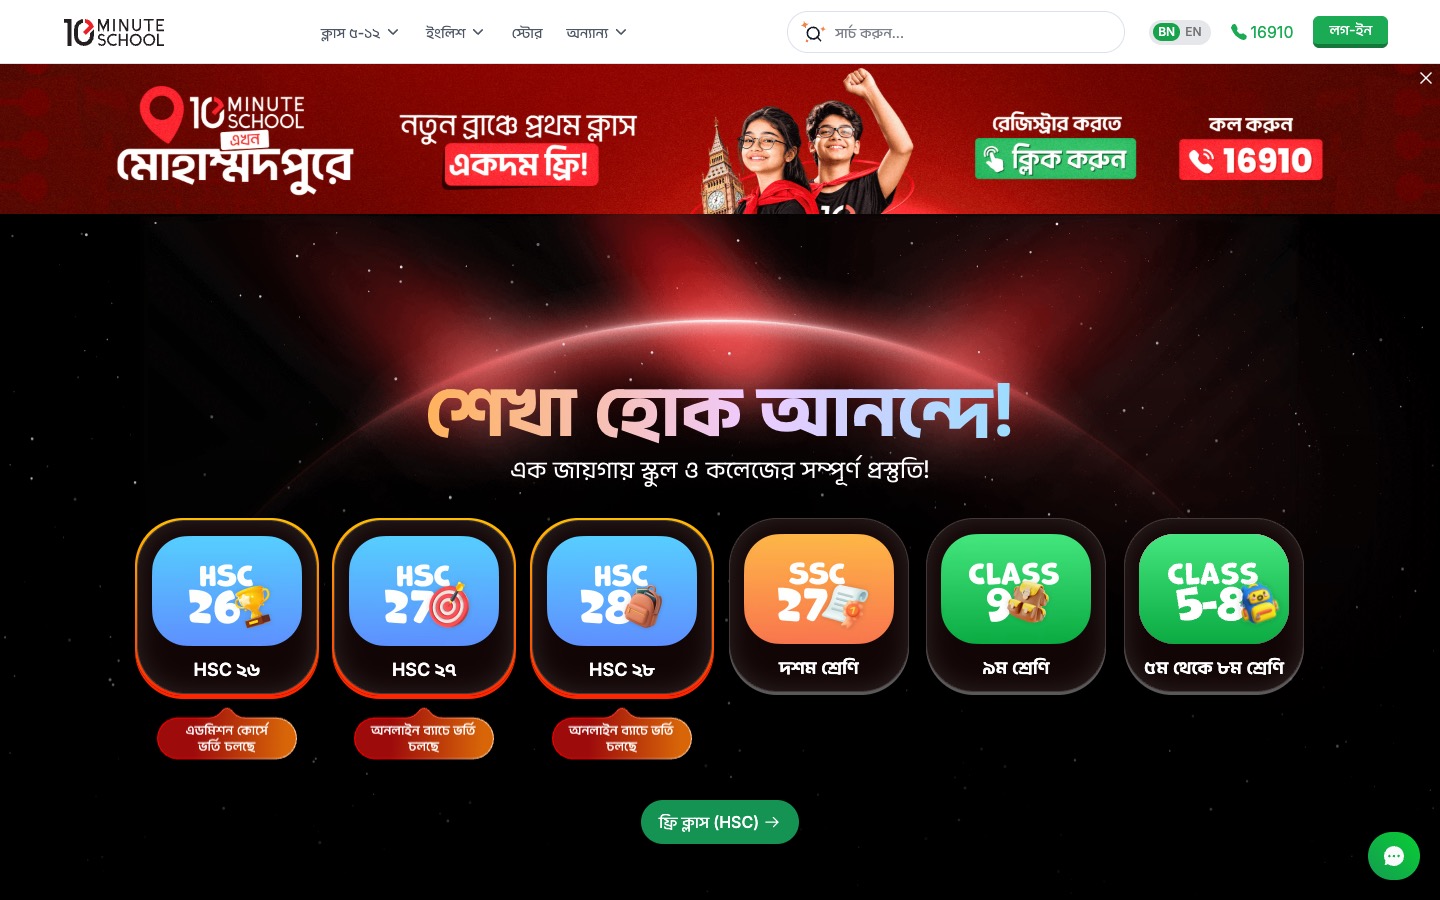 10 MINUTE SCHOOL
ক্লাস ৫-১২
ইংলিশ
স্টোর
অন্যান্য
সার্চ করুন...
BN EN
16910
লগ-ইন
10 MINUTE SCHOOL
এখন
মোহাম্মদপুরে
নতুন ব্রাঞ্চে প্রথম ক্লাস
একদম ফ্রি!
রেজিস্ট্রার করতে
ক্লিক করুন
কল করুন
16910
শেখা হোক আনন্দে!
এক জায়গায় স্কুল ও কলেজের সম্পূর্ণ প্রস্তুতি!
HSC
26
HSC ২৬
এডমিশন কোর্সে
ভর্তি চলছে
HSC
27
HSC ২৭
অনলাইন ব্যাচে ভর্তি
চলছে
HSC
28
HSC ২৮
অনলাইন ব্যাচে ভর্তি
চলছে
SSC
27
দশম শ্রেণি
CLASS
9
৯ম শ্রেণি
CLASS
5-8
৫ম থেকে ৮ম শ্রেণি
ফ্রি ক্লাস (HSC)